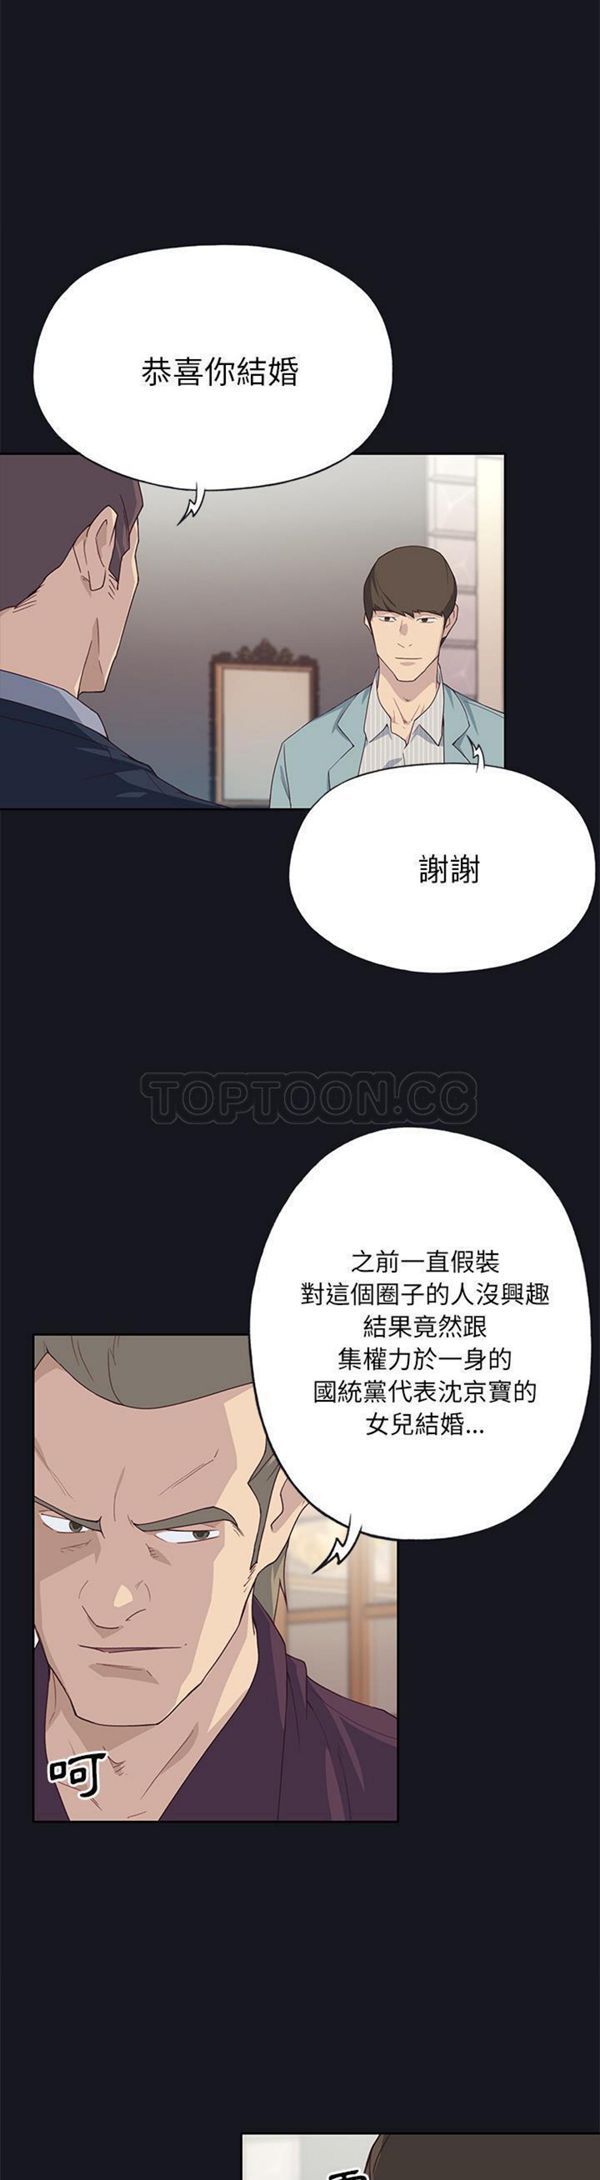 恭喜你結婚
謝謝
TOPTOON.CC
之前一直假裝
對這個圈子的人沒興趣
結果竟然跟
集權力於一身的
國統黨代表沈京寶的
女兒結婚...
呵